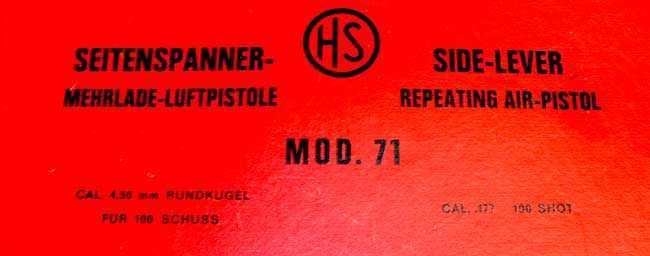 HS
SEITENSPANNER-
MEHRLADE-LUFTPISTOLE
SIDE-LEVER
REPEATING AIR-PISTOL
MOD. 71
CAL 4,50 mm RUNDKUGEL
FÜR 100 SCHUSS
CAL. .177 100 SHOT